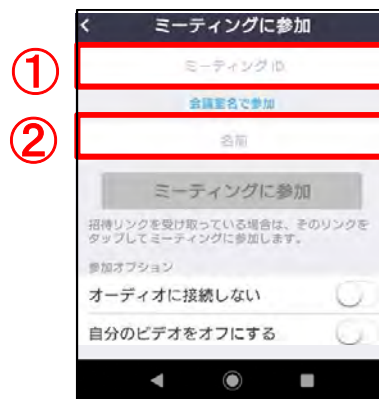 ミーティングに参加
① ミーティング ID
会議室名で参加
② 名前
ミーティングに参加
招待リンクを受け取っている場合は、そのリンクを
タップしてミーティングに参加します。
参加オプション
オーディオに接続しない
自分のビデオをオフにする